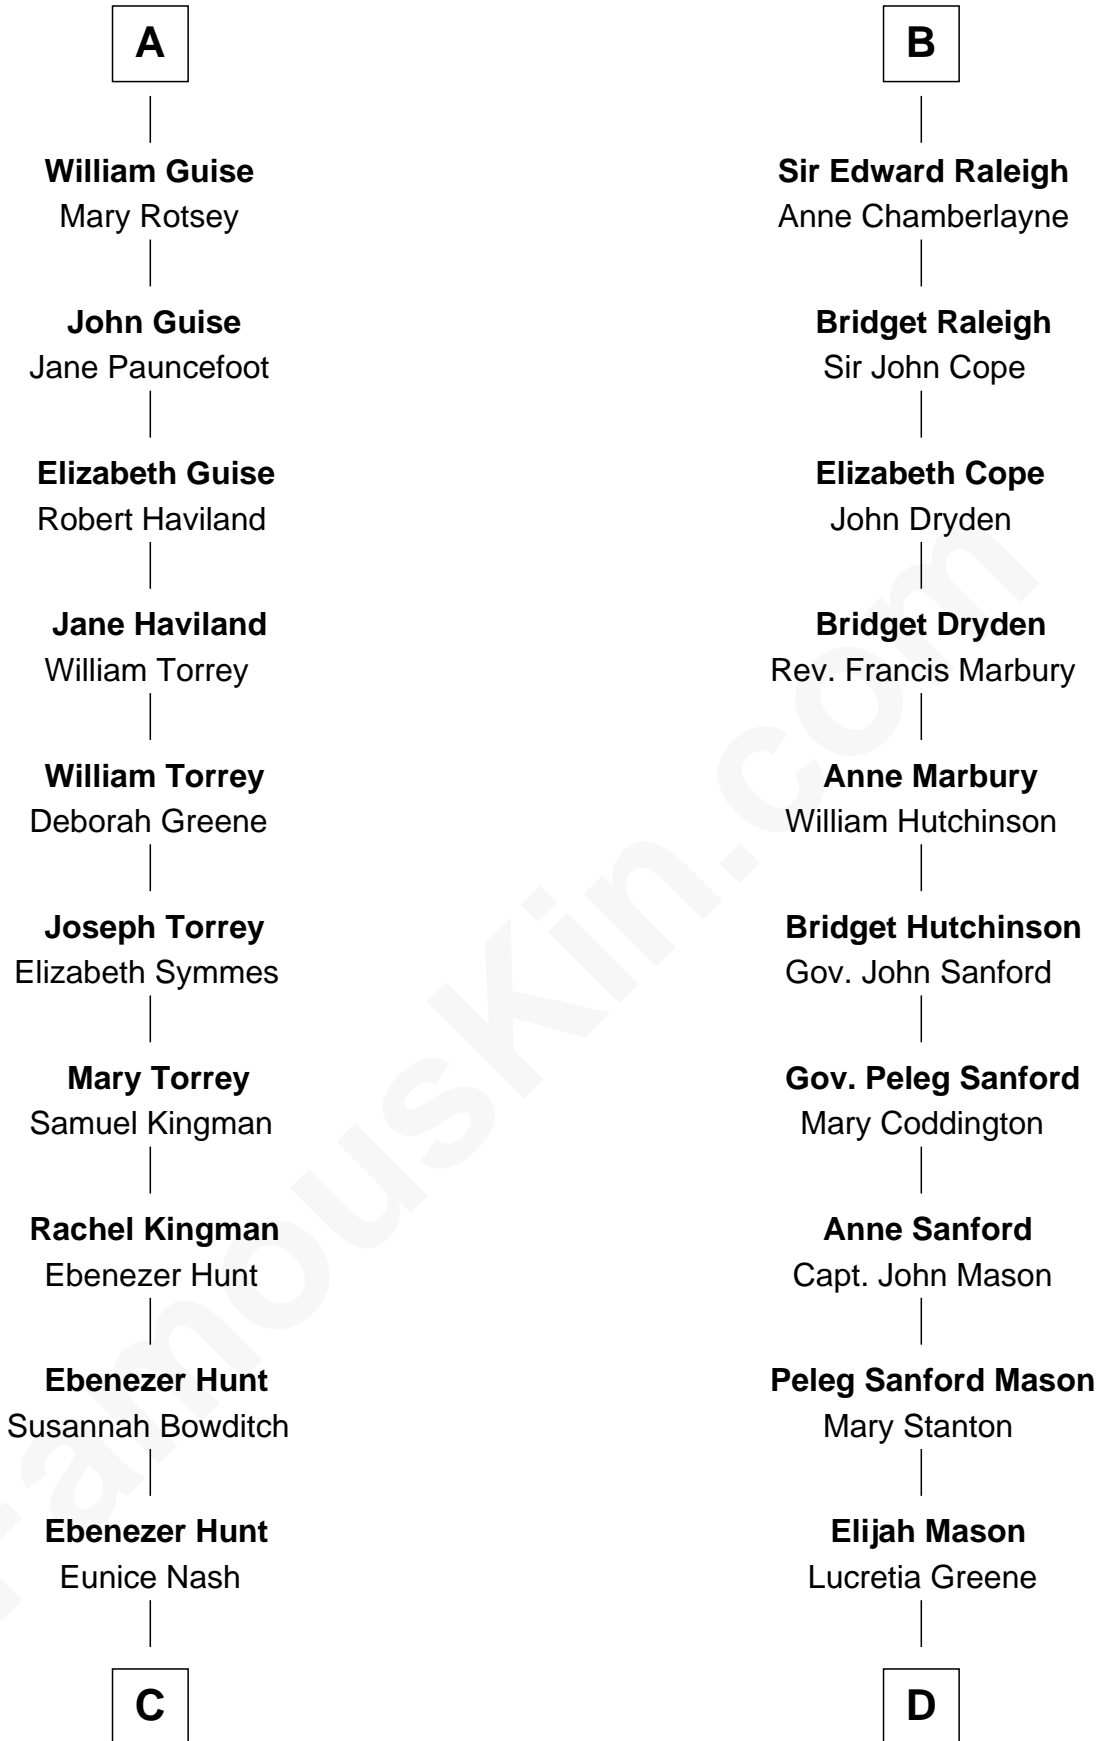 A
William Guise
Mary Rotsey
John Guise
Jane Pauncefoot
Elizabeth Guise
Robert Haviland
Jane Haviland
William Torrey
William Torrey
Deborah Greene
Joseph Torrey
Elizabeth Symmes
Mary Torrey
Samuel Kingman
Rachel Kingman
Ebenezer Hunt
Ebenezer Hunt
Susannah Bowditch
Ebenezer Hunt
Eunice Nash
C
B
Sir Edward Raleigh
Anne Chamberlayne
Bridget Raleigh
Sir John Cope
Elizabeth Cope
John Dryden
Bridget Dryden
Rev. Francis Marbury
Anne Marbury
William Hutchinson
Bridget Hutchinson
Gov. John Sanford
Gov. Peleg Sanford
Mary Coddington
Anne Sanford
Capt. John Mason
Peleg Sanford Mason
Mary Stanton
Elijah Mason
Lucretia Greene
D
FamousKin.com